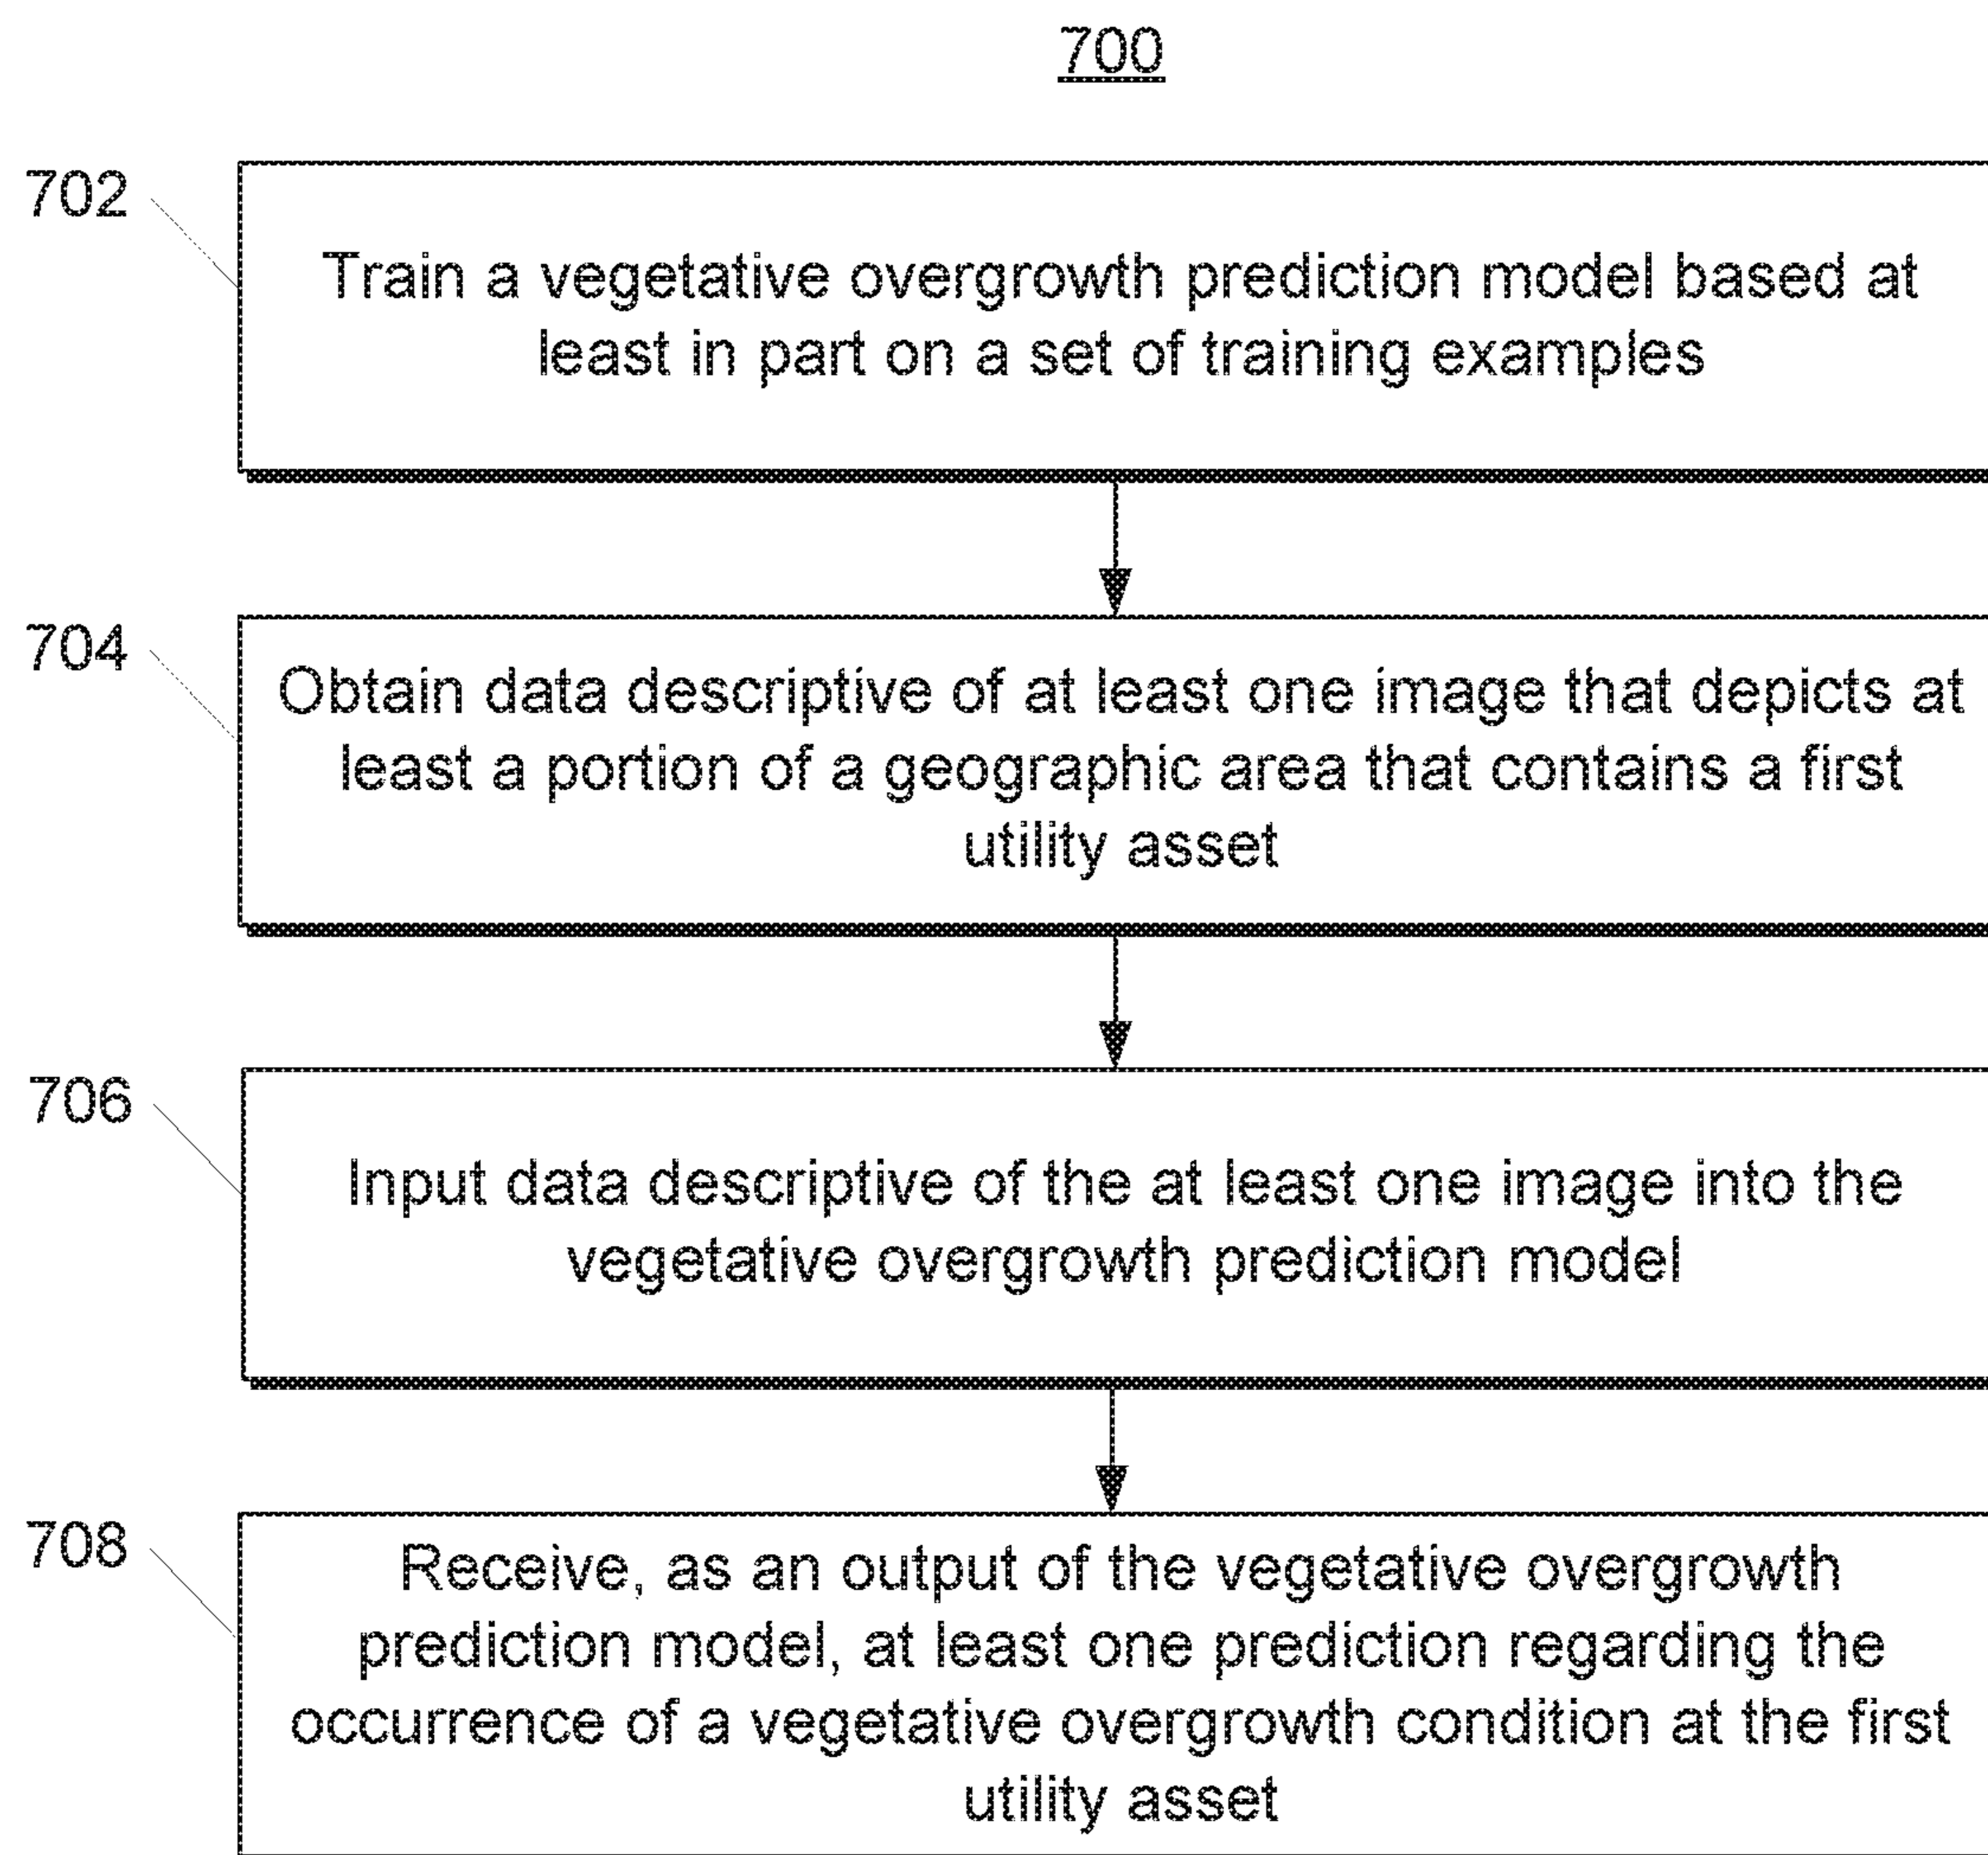 700
702
Train a vegetative overgrowth prediction model based at
least in part on a set of training examples
704
Obtain data descriptive of at least one image that depicts at
least a portion of a geographic area that contains a first
utility asset
706
Input data descriptive of the at least one image into the
vegetative overgrowth prediction model
708
Receive, as an output of the vegetative overgrowth
prediction model, at least one prediction regarding the
occurrence of a vegetative overgrowth condition at the first
utility asset